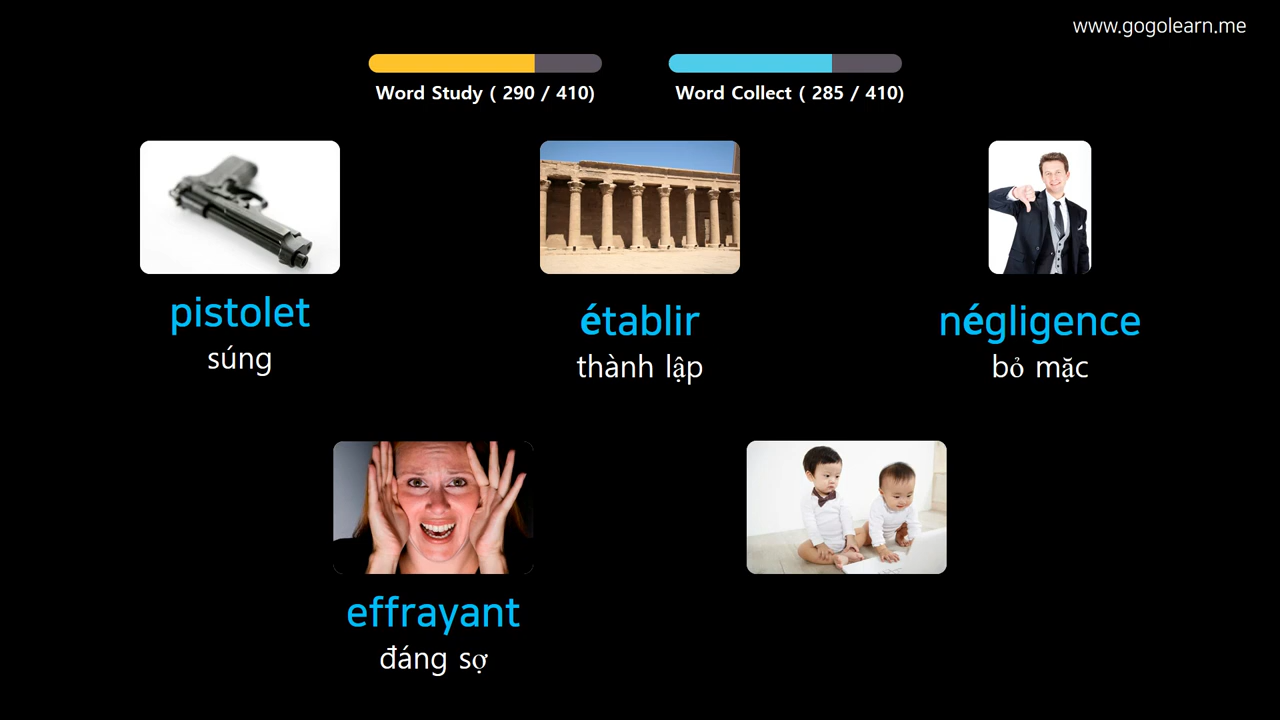 www.gogolearn.me
Word Study ( 290 / 410)
Word Collect ( 285 / 410)
pistolet
súng
établir
thành lập
négligence
bỏ mặc
effrayant
đáng sợ